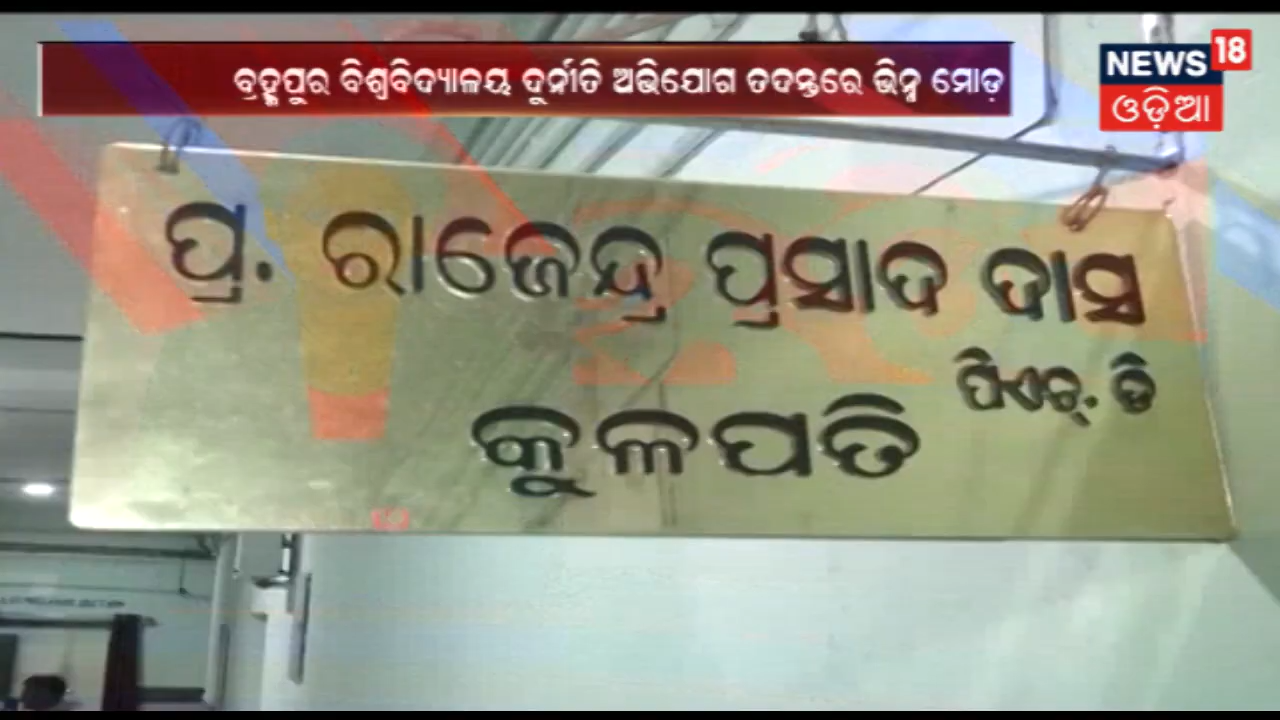 ବ୍ରହ୍ମପୁର ବିଶ୍ୱବିଦ୍ୟାଳୟ ଦୁର୍ନୀତି ଅଭିଯୋଗ ତଦନ୍ତରେ ଭିନ୍ନ ମୋଡ଼
NEWS 18
ଓଡ଼ିଆ
ପ୍ର. ରାଜେନ୍ଦ୍ର ପ୍ରସାଦ ଦାସ
ପିଏଚ୍. ଡି
କୁଳପତି